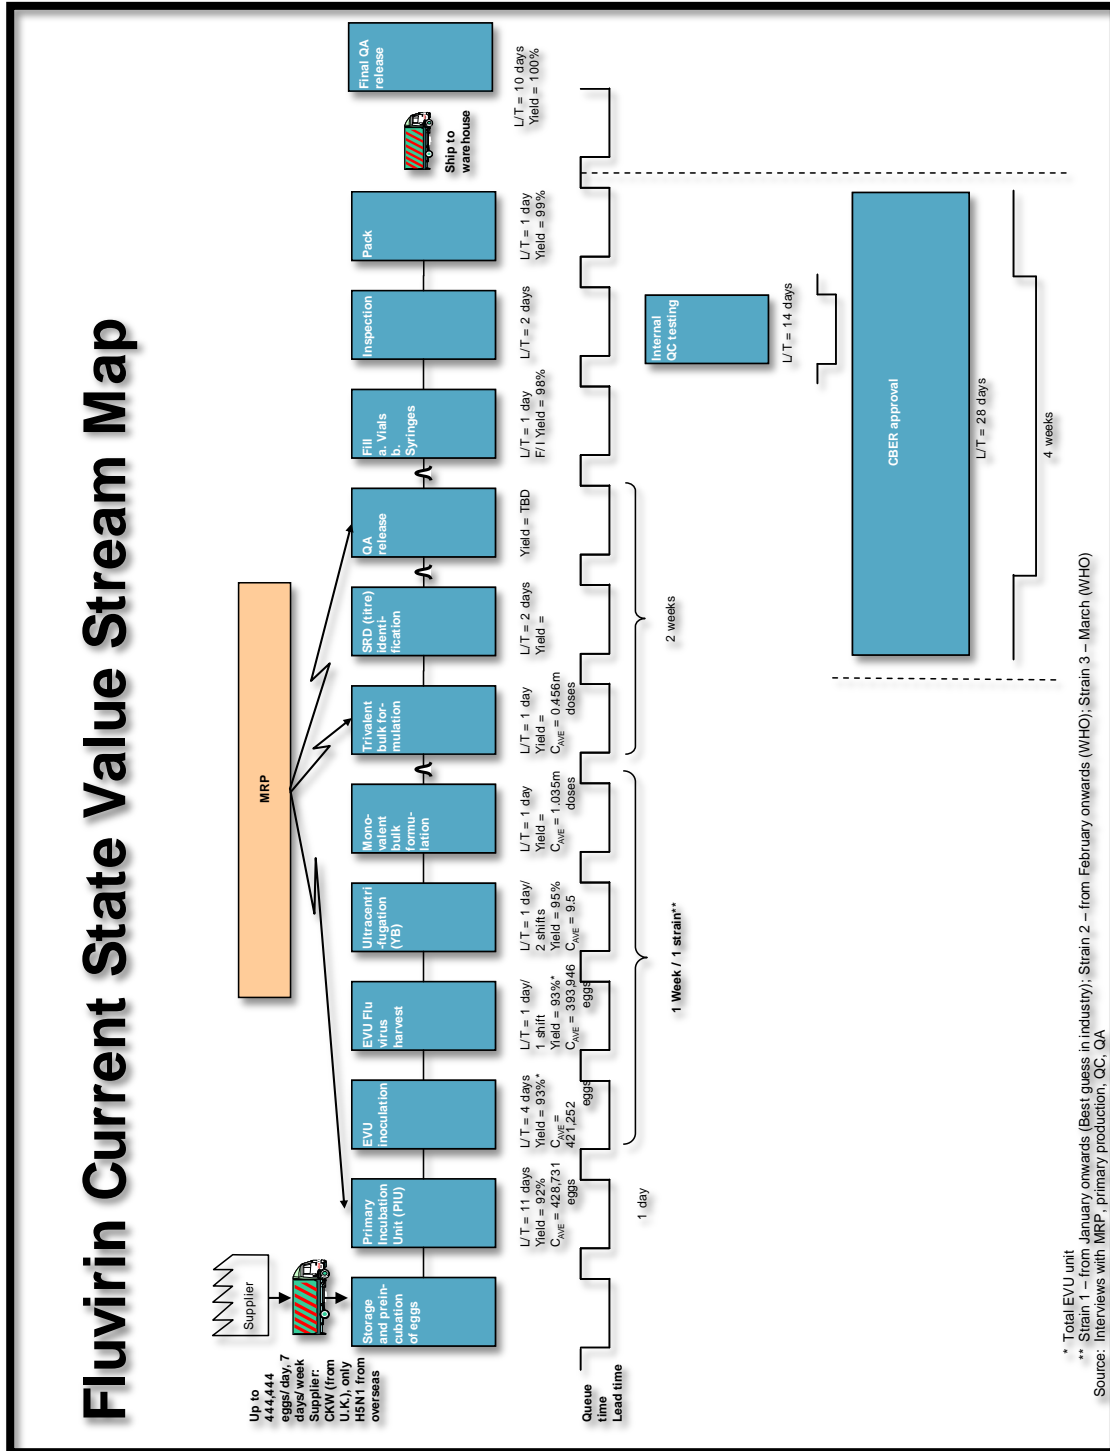 Fluvirin Current State Value Stream Map
MRP
Supplier
Up to
444,444
eggs/day, 7
days/week
Supplier:
CKW (from
U.K.), only
H5N1 from
overseas
Storage
and prein-
cubation
of eggs
Primary
Incubation
Unit (PIU)
EVU
inoculation
EVU Flu
virus
harvest
Ultracentri
-fugation
(YB)
Mono-
valent
bulk
formu-
lation
Trivalent
bulk for-
mulation
SRD (titre)
identi-
fication
QA
release
Fill
a. Vials
b.
Syringes
Inspection
Pack
Ship to
warehouse
Final QA
release
L/T = 11 days
Yield = 92%
CAVE = 428,731
eggs
L/T = 4 days
Yield = 93%*
CAVE =
421,252
eggs
L/T = 1 day/
1 shift
Yield = 93%*
CAVE = 393,946
eggs
L/T = 1 day/
2 shifts
Yield = 95%
CAVE = 9.5
L/T = 1 day
Yield =
CAVE = 1.035m
doses
L/T = 1 day
Yield =
CAVE = 0.456m
doses
L/T = 2 days
Yield =
Yield = TBD
L/T = 1 day
F/I Yield = 98%
L/T = 2 days
L/T = 1 day
Yield = 99%
L/T = 10 days
Yield = 100%
Queue
time
Lead time
1 day
1 Week / 1 strain**
2 weeks
Internal
QC testing
L/T = 14 days
CBER approval
L/T = 28 days
4 weeks
* Total EVU unit
** Strain 1 – from January onwards (Best guess in industry); Strain 2 – from February onwards (WHO); Strain 3 – March (WHO)
Source: Interviews with MRP, primary production, QC, QA